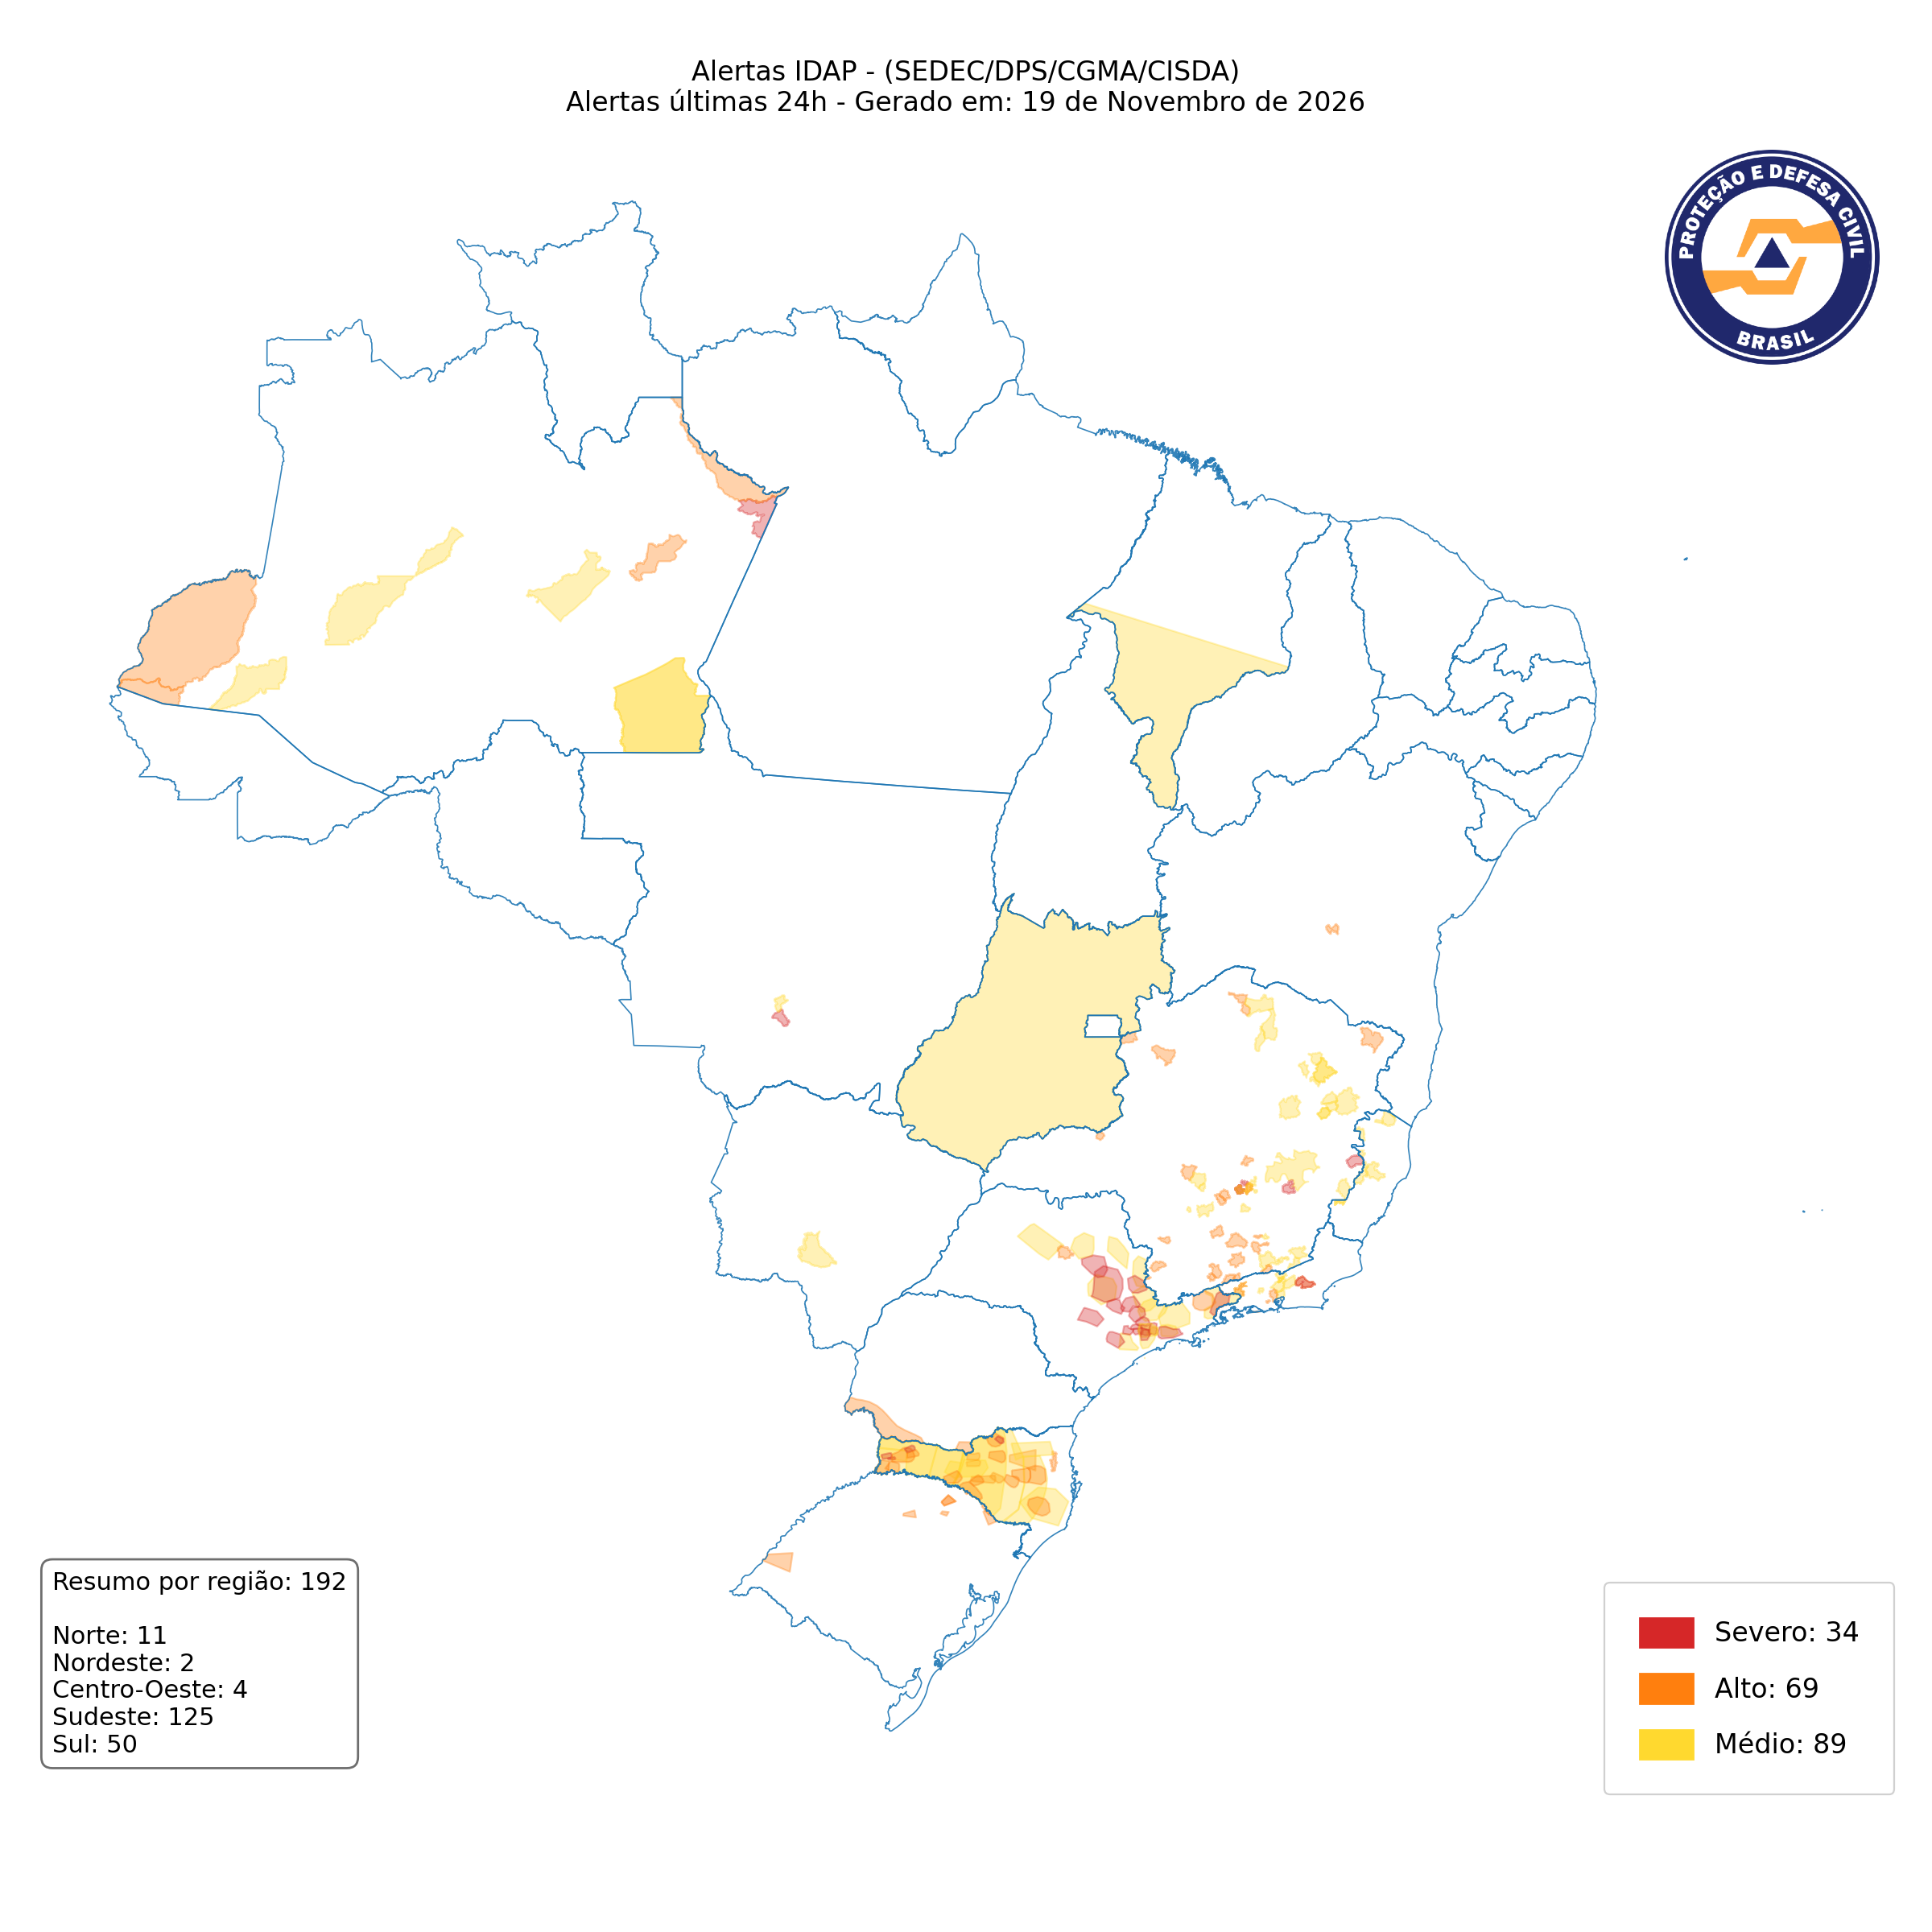 Alertas IDAP - (SEDEC/DPS/CGMA/CISDA)
Alertas últimas 24h - Gerado em: 19 de Novembro de 2026
PROTEÇÃO E DEFESA CIVIL
BRASIL
Resumo por região: 192
Norte: 11
Nordeste: 2
Centro-Oeste: 4
Sudeste: 125
Sul: 50
Severo: 34
Alto: 69
Médio: 89